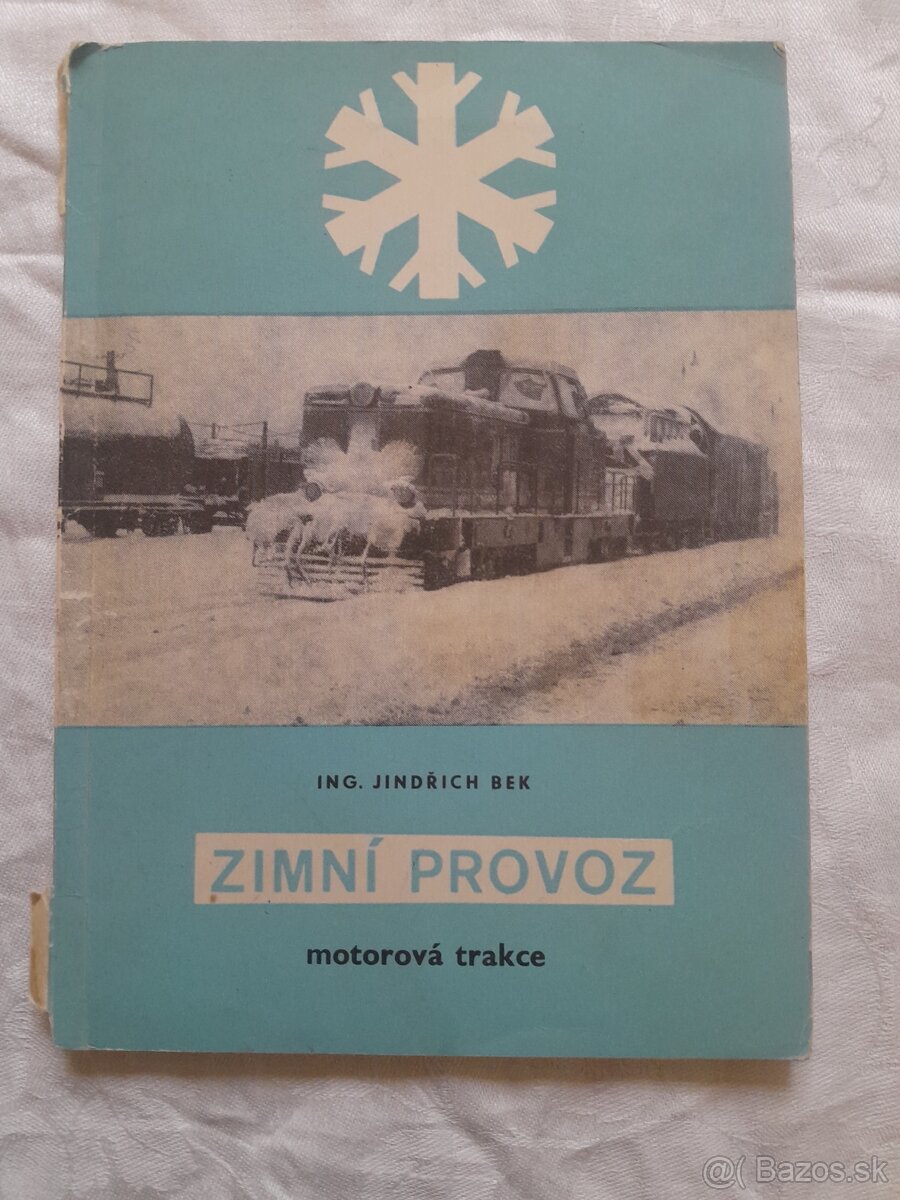 ING. JINDŘICH BEK
ZIMNÍ PROVOZ
motorová trakce
@( Bazos.sk